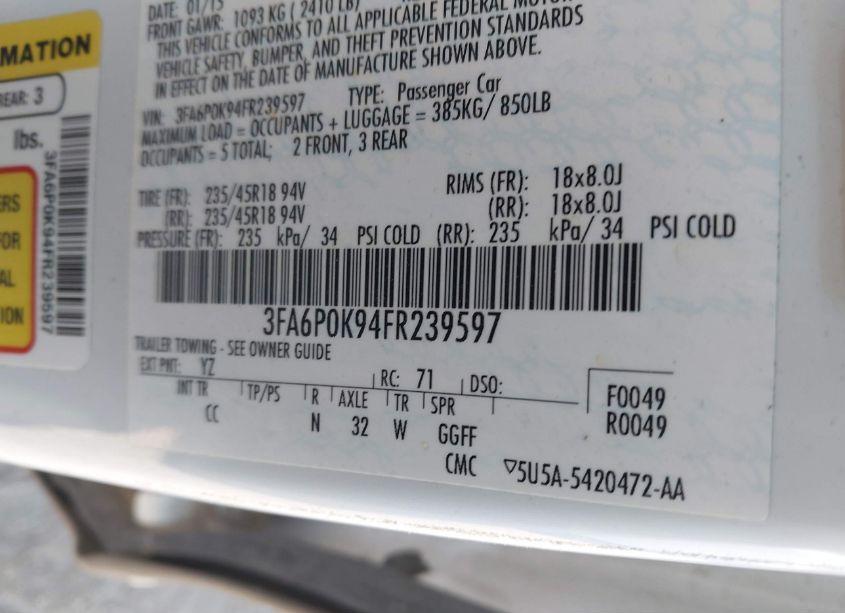 DATE: 01/15
FRONT GAWR: 1093 KG ( 2410 LB)
THIS VEHICLE CONFORMS TO ALL APPLICABLE FEDERAL MOTOR
VEHICLE SAFETY, BUMPER, AND THEFT PREVENTION STANDARDS
IN EFFECT ON THE DATE OF MANUFACTURE SHOWN ABOVE.
VIN: 3FA6P0K94FR239597 TYPE: Passenger Car
MAXIMUM LOAD = OCCUPANTS + LUGGAGE = 385KG/ 850LB
OCCUPANTS = 5 TOTAL; 2 FRONT, 3 REAR
TIRE (FR): 235/45R18 94V RIMS (FR): 18x8.0J
(RR): 235/45R18 94V (RR): 18x8.0J
PRESSURE (FR): 235 kPa/ 34 PSI COLD (RR): 235 kPa/ 34 PSI COLD
3FA6P0K94FR239597
TRAILER TOWING - SEE OWNER GUIDE
EXT PNT: YZ RC: 71 DSO:
INT TR TP/PS R AXLE TR SPR F0049
CC N 32 W GGFF R0049
CMC ▽5U5A-5420472-AA
MATION
REAR: 3
lbs.
3FA6P0K94FR239597
ERS
FOR
AL
ION